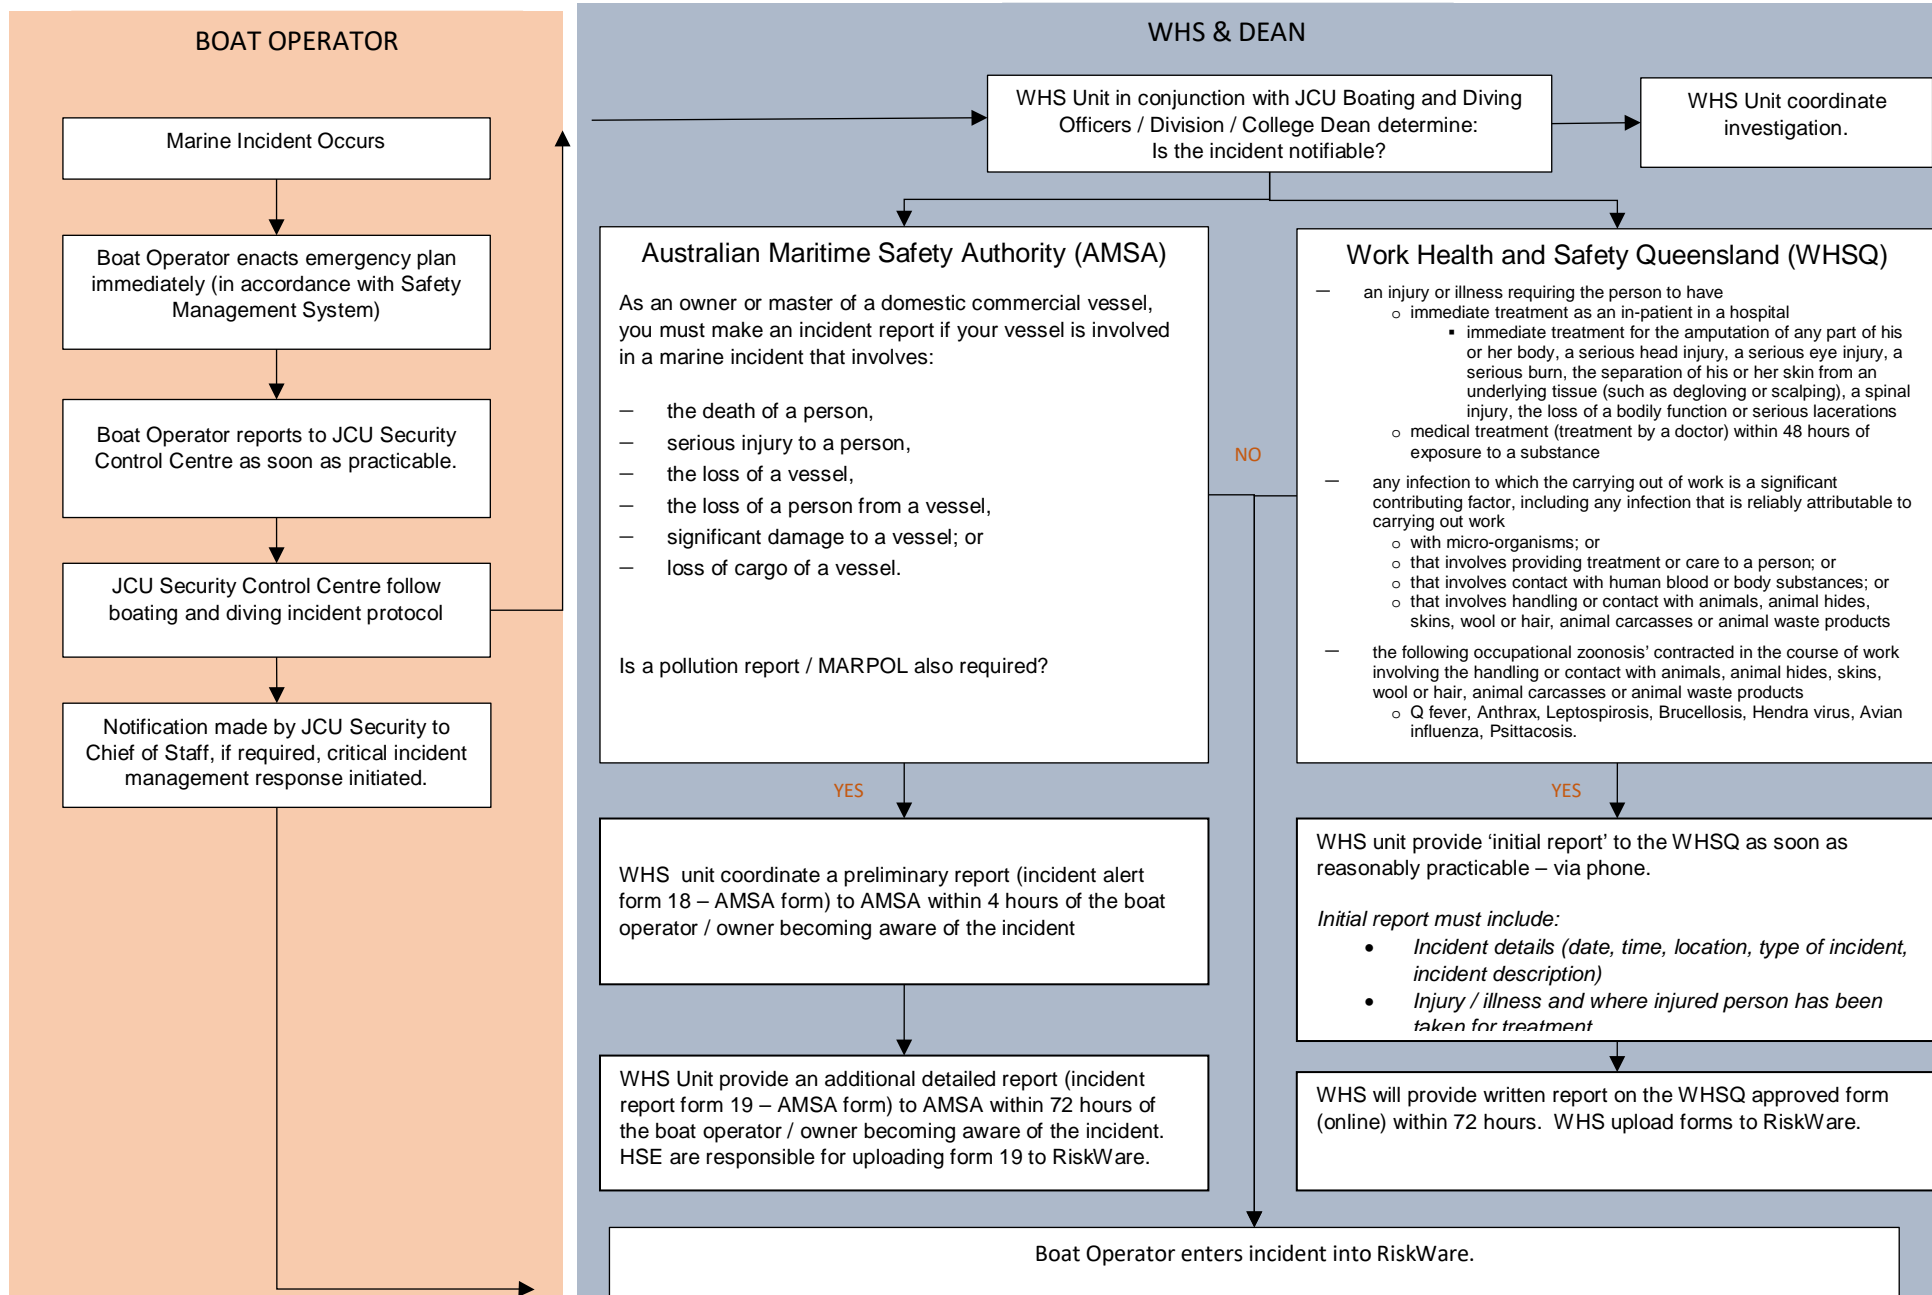 BOAT OPERATOR
Marine Incident Occurs
Boat Operator enacts emergency plan
immediately (in accordance with Safety
Management System)
Boat Operator reports to JCU Security
Control Centre as soon as practicable.
JCU Security Control Centre follow
boating and diving incident protocol
Notification made by JCU Security to
Chief of Staff, if required, critical incident
management response initiated.
WHS & DEAN
WHS Unit in conjunction with JCU Boating and Diving
Officers / Division / College Dean determine:
Is the incident notifiable?
WHS Unit coordinate
investigation.
Australian Maritime Safety Authority (AMSA)
As an owner or master of a domestic commercial vessel,
you must make an incident report if your vessel is involved
in a marine incident that involves:
— the death of a person,
— serious injury to a person,
— the loss of a vessel,
— the loss of a person from a vessel,
— significant damage to a vessel; or
— loss of cargo of a vessel.
Is a pollution report / MARPOL also required?
NO
Work Health and Safety Queensland (WHSQ)
— an injury or illness requiring the person to have
o immediate treatment as an in-patient in a hospital
▪ immediate treatment for the amputation of any part of his
or her body, a serious head injury, a serious eye injury, a
serious burn, the separation of his or her skin from an
underlying tissue (such as degloving or scalping), a spinal
injury, the loss of a bodily function or serious lacerations
o medical treatment (treatment by a doctor) within 48 hours of
exposure to a substance
— any infection to which the carrying out of work is a significant
contributing factor, including any infection that is reliably attributable to
carrying out work
o with micro-organisms; or
o that involves providing treatment or care to a person; or
o that involves contact with human blood or body substances; or
o that involves handling or contact with animals, animal hides,
skins, wool or hair, animal carcasses or animal waste products
— the following occupational zoonosis’ contracted in the course of work
involving the handling or contact with animals, animal hides, skins,
wool or hair, animal carcasses or animal waste products
o Q fever, Anthrax, Leptospirosis, Brucellosis, Hendra virus, Avian
influenza, Psittacosis.
YES
WHS unit coordinate a preliminary report (incident alert
form 18 – AMSA form) to AMSA within 4 hours of the boat
operator / owner becoming aware of the incident
WHS Unit provide an additional detailed report (incident
report form 19 – AMSA form) to AMSA within 72 hours of
the boat operator / owner becoming aware of the incident.
HSE are responsible for uploading form 19 to RiskWare.
YES
WHS unit provide ‘initial report’ to the WHSQ as soon as
reasonably practicable – via phone.
Initial report must include:
• Incident details (date, time, location, type of incident,
incident description)
• Injury / illness and where injured person has been
taken for treatment
WHS will provide written report on the WHSQ approved form
(online) within 72 hours. WHS upload forms to RiskWare.
Boat Operator enters incident into RiskWare.